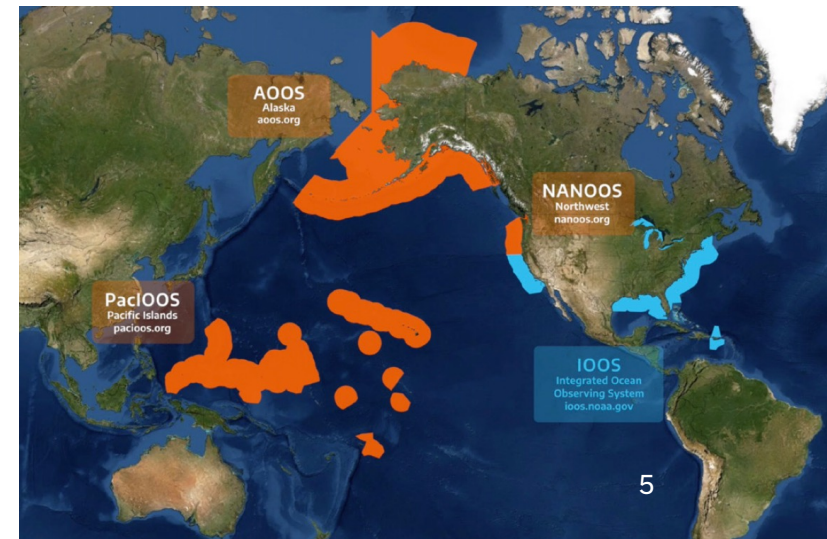 AOOS
Alaska
aoos.org
NANOOS
Northwest
nanoos.org
PacIOOS
Pacific Islands
pacioos.org
IOOS
Integrated Ocean
Observing System
ioos.noaa.gov
5